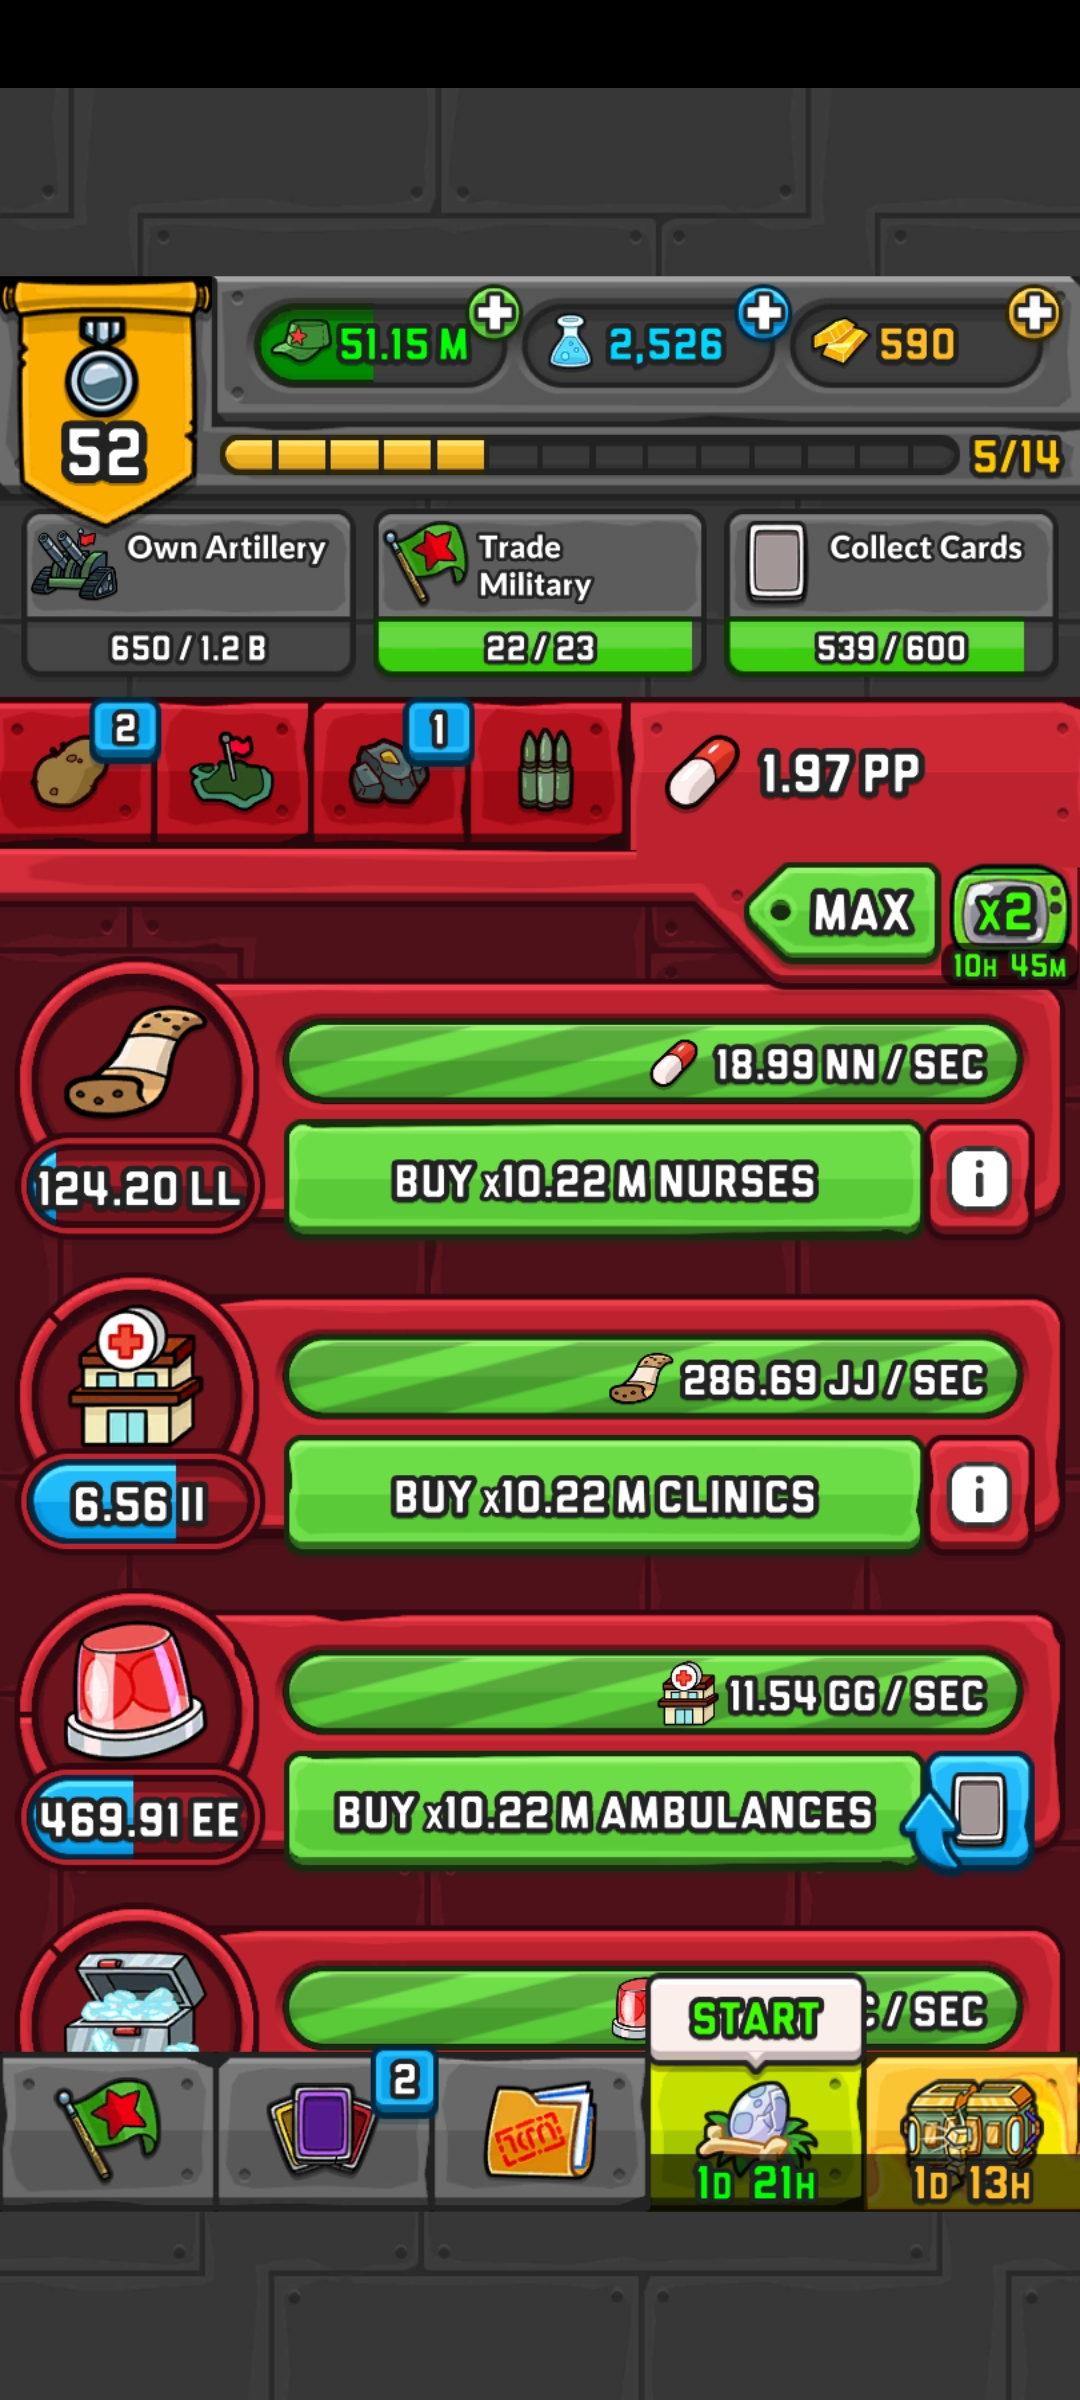 51.15 M
2,526
590
52
5/14
Own Artillery
650 / 1.2 B
Trade
Military
22 / 23
Collect Cards
539 / 600
2
1
1.97 PP
MAX
x2
10H 45M
18.99 NN / SEC
124.20 LL
BUY x10.22 M NURSES
i
286.69 JJ / SEC
6.56 II
BUY x10.22 M CLINICS
i
11.54 GG / SEC
469.91 EE
BUY x10.22 M AMBULANCES
/ SEC
START
2
1D 21H
1D 13H